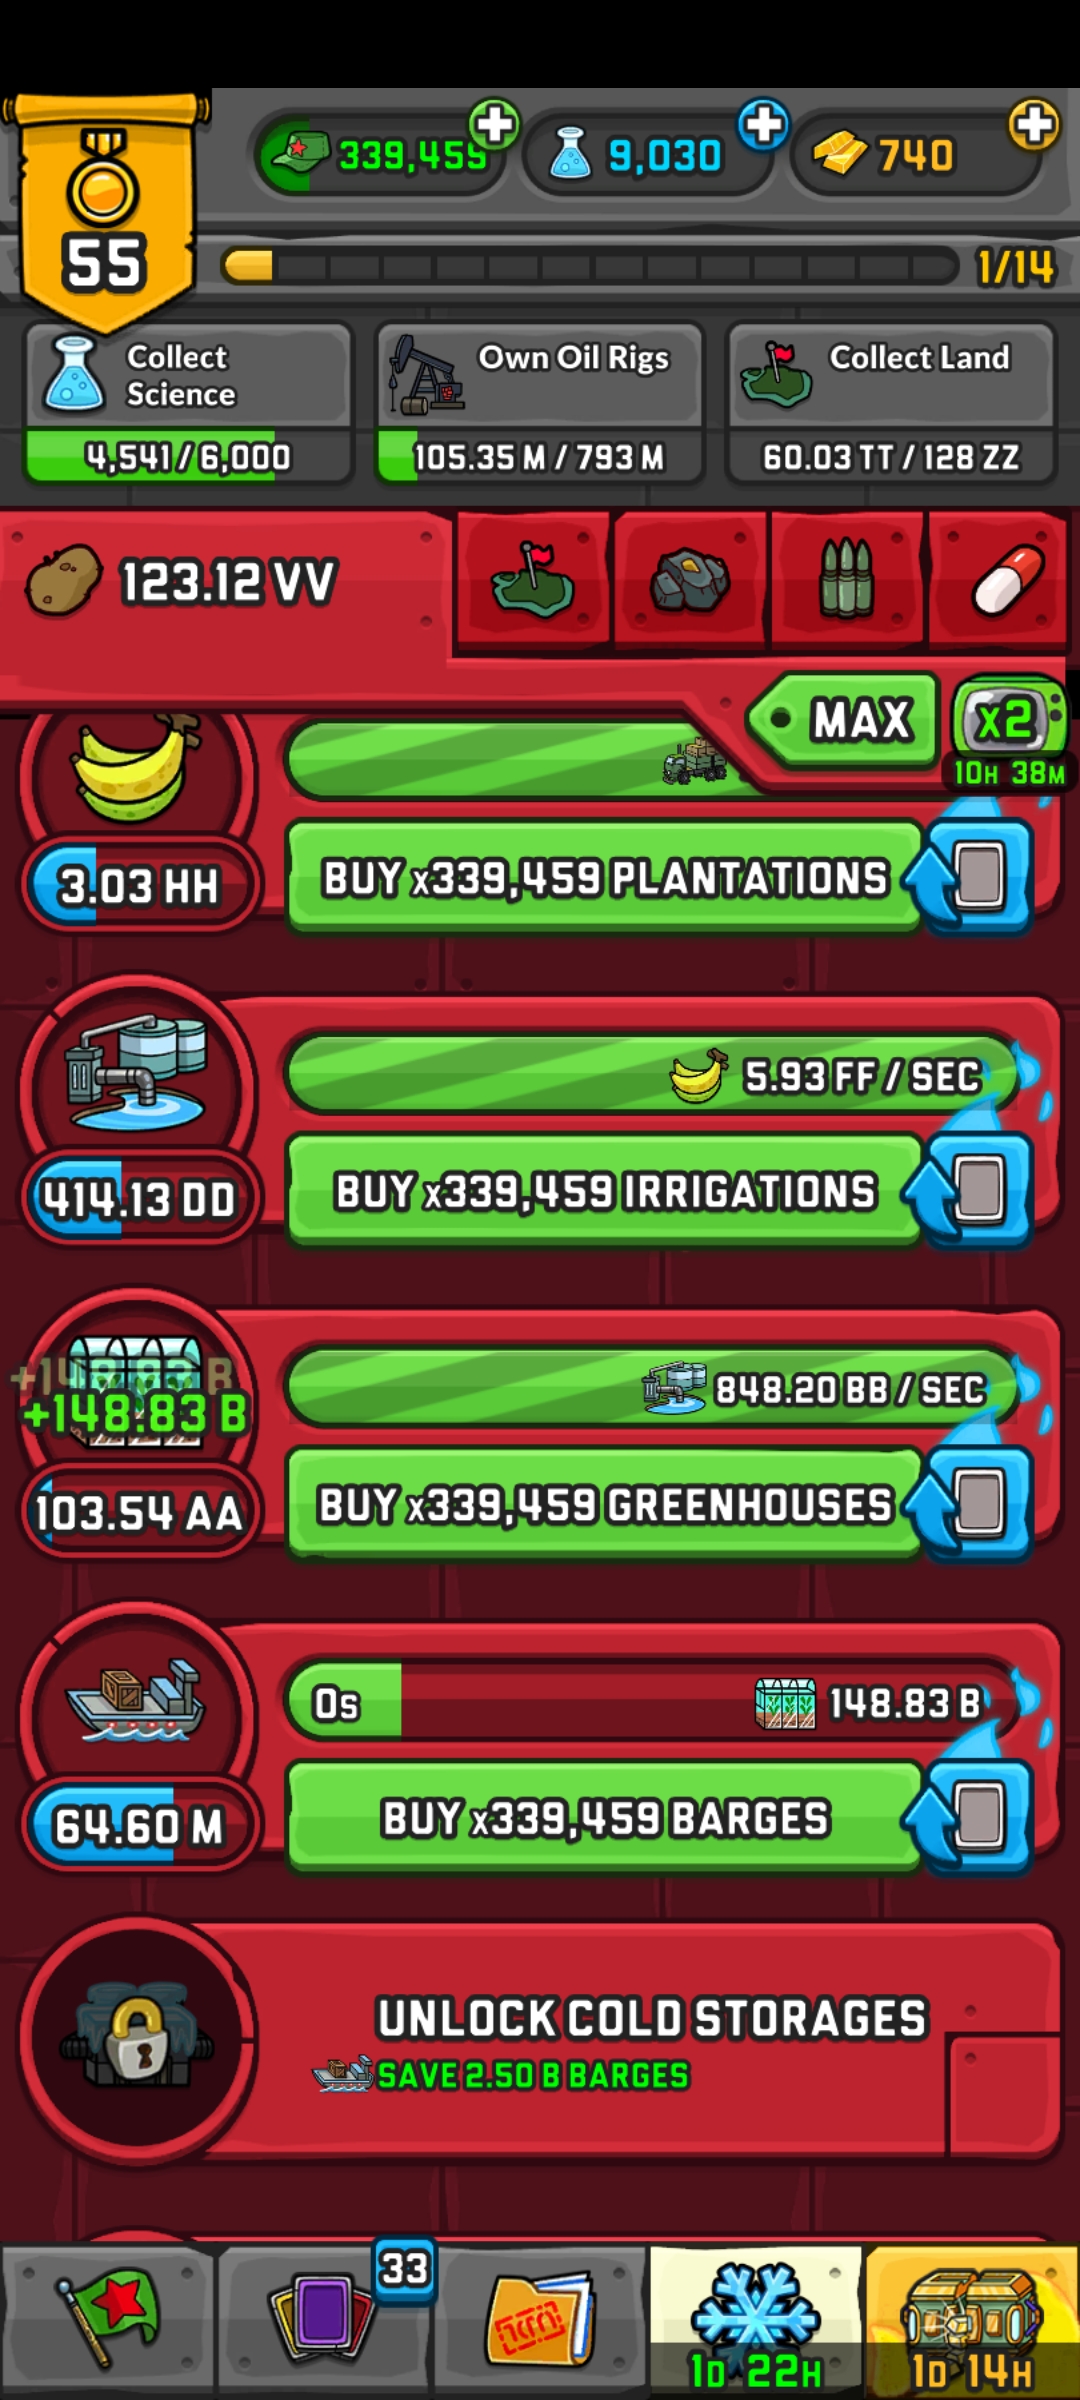 55
339,459
9,030
740
1/14
Collect
Science
4,541/6,000
Own Oil Rigs
105.35 M / 793 M
Collect Land
60.03 TT / 128 ZZ
123.12 VV
MAX
x2
10H 38M
3.03 HH
BUY x339,459 PLANTATIONS
5.93 FF / SEC
414.13 DD
BUY x339,459 IRRIGATIONS
+148.83 B
+148.83 B
848.20 BB / SEC
103.54 AA
BUY x339,459 GREENHOUSES
0s
148.83 B
64.60 M
BUY x339,459 BARGES
UNLOCK COLD STORAGES
SAVE 2.50 B BARGES
33
1D 22H
1D 14H